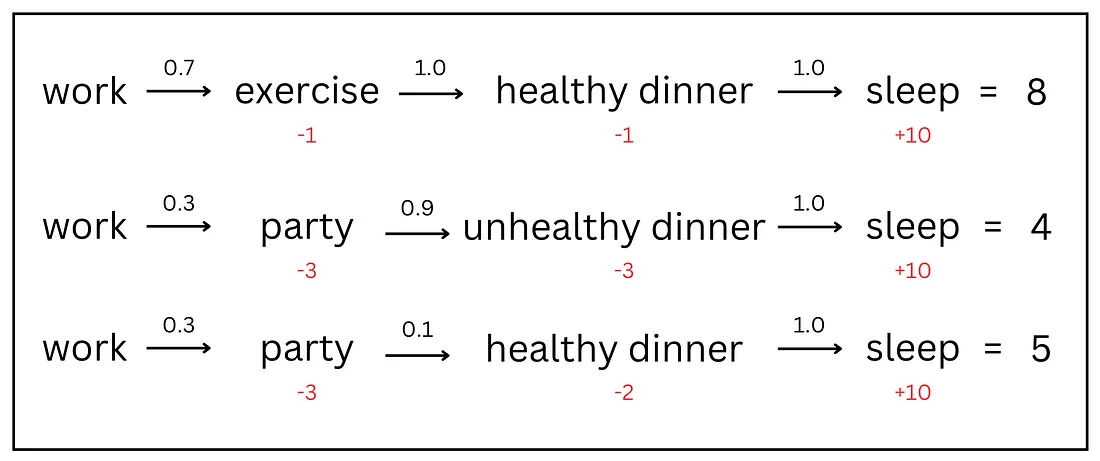 0.7 1.0 1.0
work → exercise → healthy dinner → sleep = 8
-1 -1 +10
0.3 0.9 1.0
work → party → unhealthy dinner → sleep = 4
-3 -3 +10
0.3 0.1 1.0
work → party → healthy dinner → sleep = 5
-3 -2 +10